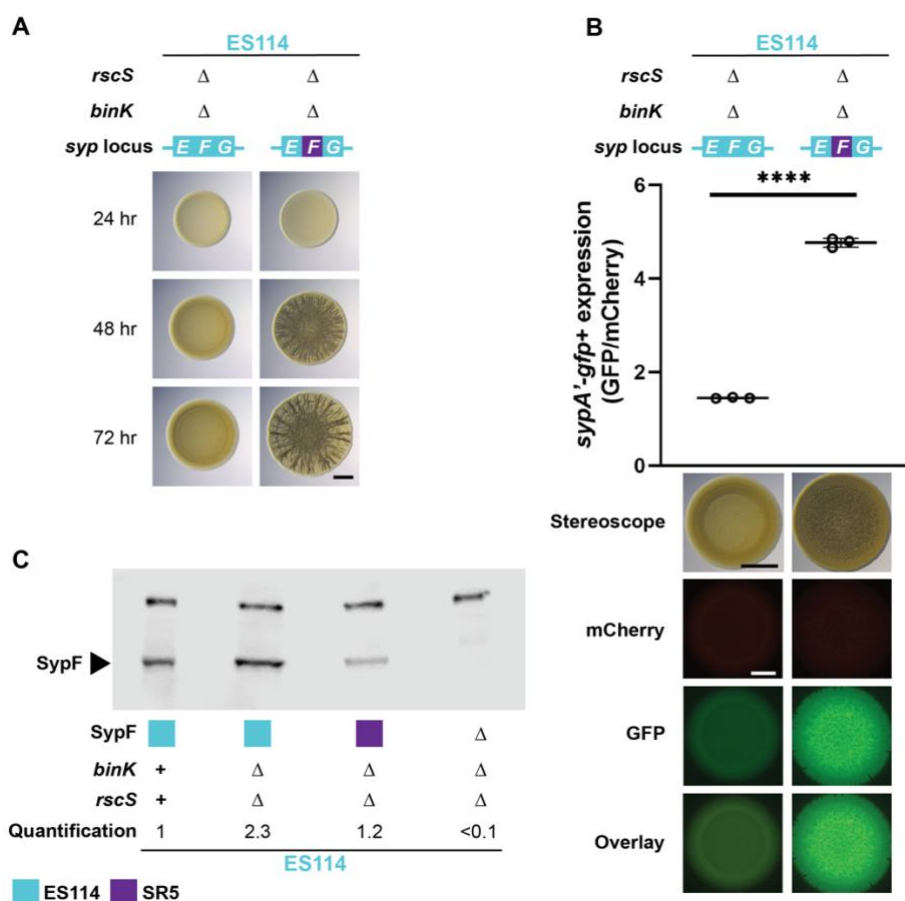 A
ES114
rscS Δ Δ
binK Δ Δ
syp locus E F G E F G
24 hr
48 hr
72 hr
B
ES114
rscS Δ Δ
binK Δ Δ
syp locus E F G E F G
****
6
4
2
0
sypA'-gfp+ expression
(GFP/mCherry)
Stereoscope
mCherry
GFP
Overlay
C
SypF
SypF Δ
binK + Δ Δ Δ
rscS + Δ Δ Δ
Quantification 1 2.3 1.2 <0.1
ES114
ES114 SR5